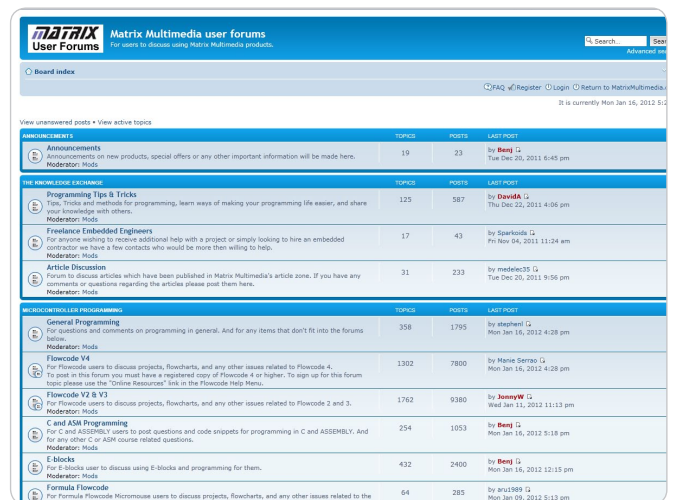 MATRIX
User Forums
Matrix Multimedia user forums
For users to discuss using Matrix Multimedia products.
Search...
Advanced
Board index
FAQ Register Login Return to
It is currently Mon Jan 16, 2012
View unanswered posts • View active topics
ANNOUNCEMENTS TOPICS POSTS LAST POST
Announcements
Announcements on new products, special offers or any other important information will be made here.
Moderator: Mods
19 23
by Benj
Tue Dec 20, 2011 6:45 pm
THE KNOWLEDGE EXCHANGE TOPICS POSTS LAST POST
Programming Tips & Tricks
Tips, Tricks and methods for programming, learn ways of making your programming life easier, and share
your knowledge with others.
Moderator: Mods
125 587
by DavidA
Thu Dec 22, 2011 4:06 pm
Freelance Embedded Engineers
For anyone wishing to receive additional help with a project or simply looking to hire an embedded
contractor we have a few contacts who would be more then willing to help.
Moderator: Mods
17 43
by Sparkoids
Fri Nov 04, 2011 11:24 am
Article Discussion
Forum to discuss articles which have been published in Matrix Multimedia's article zone. If you have any
comments or questions regarding the articles please post them here.
Moderator: Mods
31 233
by medelec35
Tue Dec 20, 2011 9:56 pm
MICROCONTROLLER PROGRAMMING TOPICS POSTS LAST POST
General Programming
For questions and comments on programming in general. And for any items that don't fit into the forums
below.
Moderator: Mods
358 1795
by stephenl
Mon Jan 16, 2012 4:28 pm
Flowcode V4
For Flowcode users to discuss projects, flowcharts, and any other issues related to Flowcode 4.
To post in this forum you must have a registered copy of Flowcode 4 or higher. To sign up for this forum
topic please use the "Online Resources" link in the Flowcode Help Menu.
1302 7800
by Manie Serrao
Mon Jan 16, 2012 4:28 pm
Flowcode V2 & V3
For Flowcode users to discuss projects, flowcharts, and any other issues related to Flowcode 2 and 3.
Moderator: Mods
1762 9380
by JonnyW
Wed Jan 11, 2012 11:13 pm
C and ASM Programming
For C and ASSEMBLY users to post questions and code snippets for programming in C and ASSEMBLY. And
for any other C or ASM course related questions.
Moderator: Mods
254 1053
by Benj
Mon Jan 16, 2012 5:18 pm
E-blocks
For E-blocks user to discuss using E-blocks and programming for them.
Moderator: Mods
432 2400
by Benj
Mon Jan 16, 2012 12:15 pm
Formula Flowcode
For Formula Flowcode Micromouse users to discuss projects, flowcharts, and any other issues related to the
64 285
by aru1989
Mon Jan 09, 2012 5:13 pm